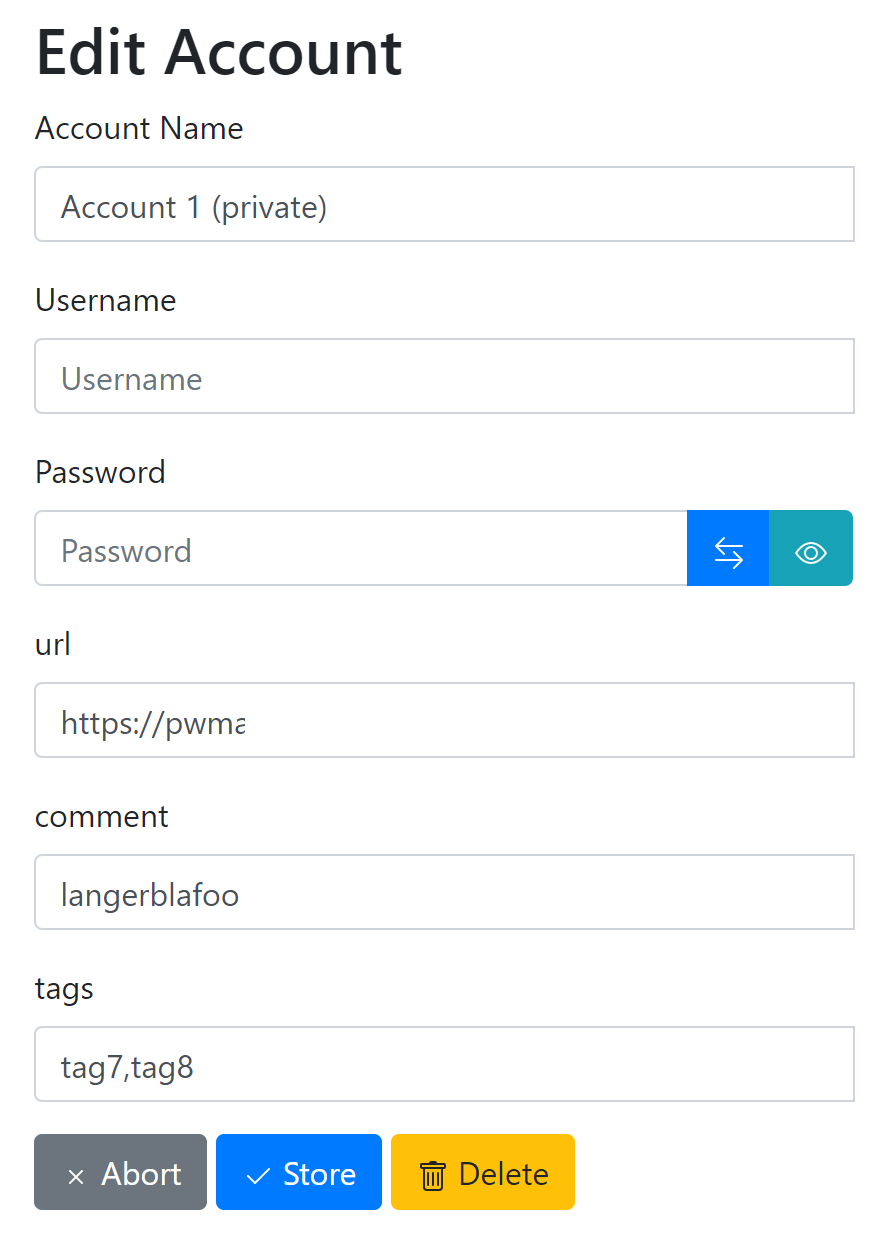 Edit Account
Account Name
Account 1 (private)
Username
Username
Password
Password
url
https://pwma
comment
langerblafoo
tags
tag7,tag8
Abort
Store
Delete